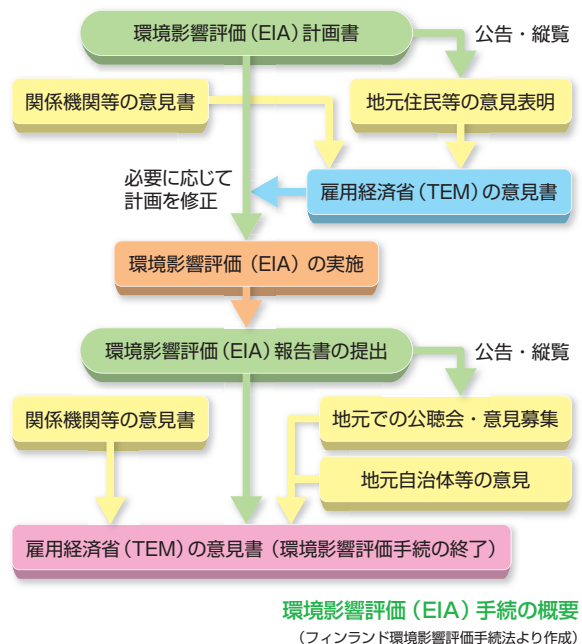 環境影響評価（EIA）計画書
公告・縦覧
関係機関等の意見書
地元住民等の意見表明
必要に応じて
計画を修正
雇用経済省（TEM）の意見書
環境影響評価（EIA）の実施
環境影響評価（EIA）報告書の提出
公告・縦覧
関係機関等の意見書
地元での公聴会・意見募集
地元自治体等の意見
雇用経済省（TEM）の意見書（環境影響評価手続の終了）
環境影響評価（EIA）手続の概要
（フィンランド環境影響評価手続法より作成）